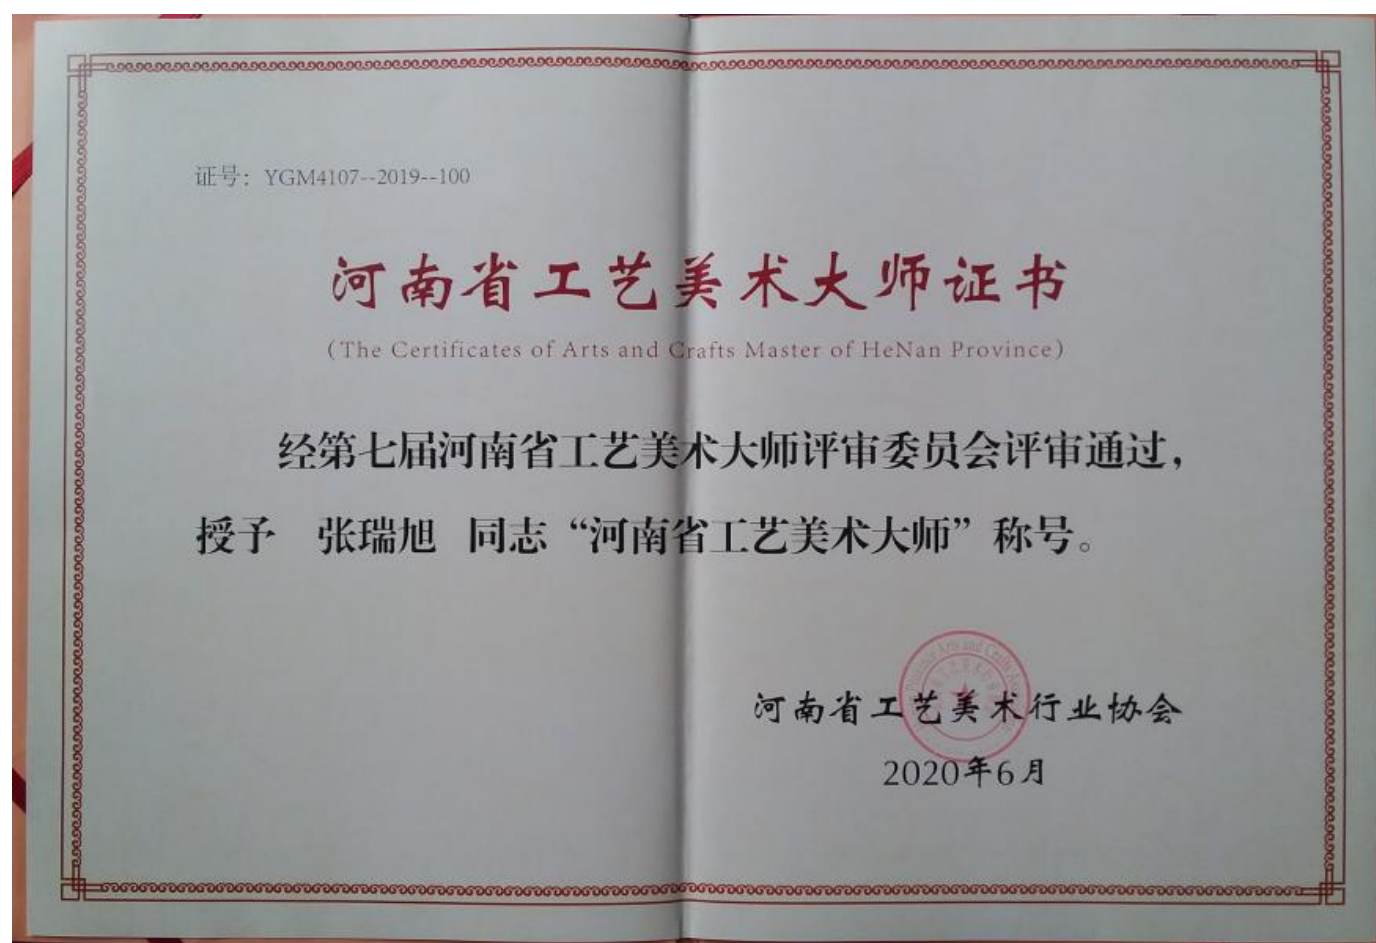 证号：YGM4107--2019--100
河南省工艺美术大师证书
(The Certificates of Arts and Crafts Master of HeNan Province)
经第七届河南省工艺美术大师评审委员会评审通过，
授予 张瑞旭 同志“河南省工艺美术大师”称号。
河南省工艺美术行业协会
2020年6月